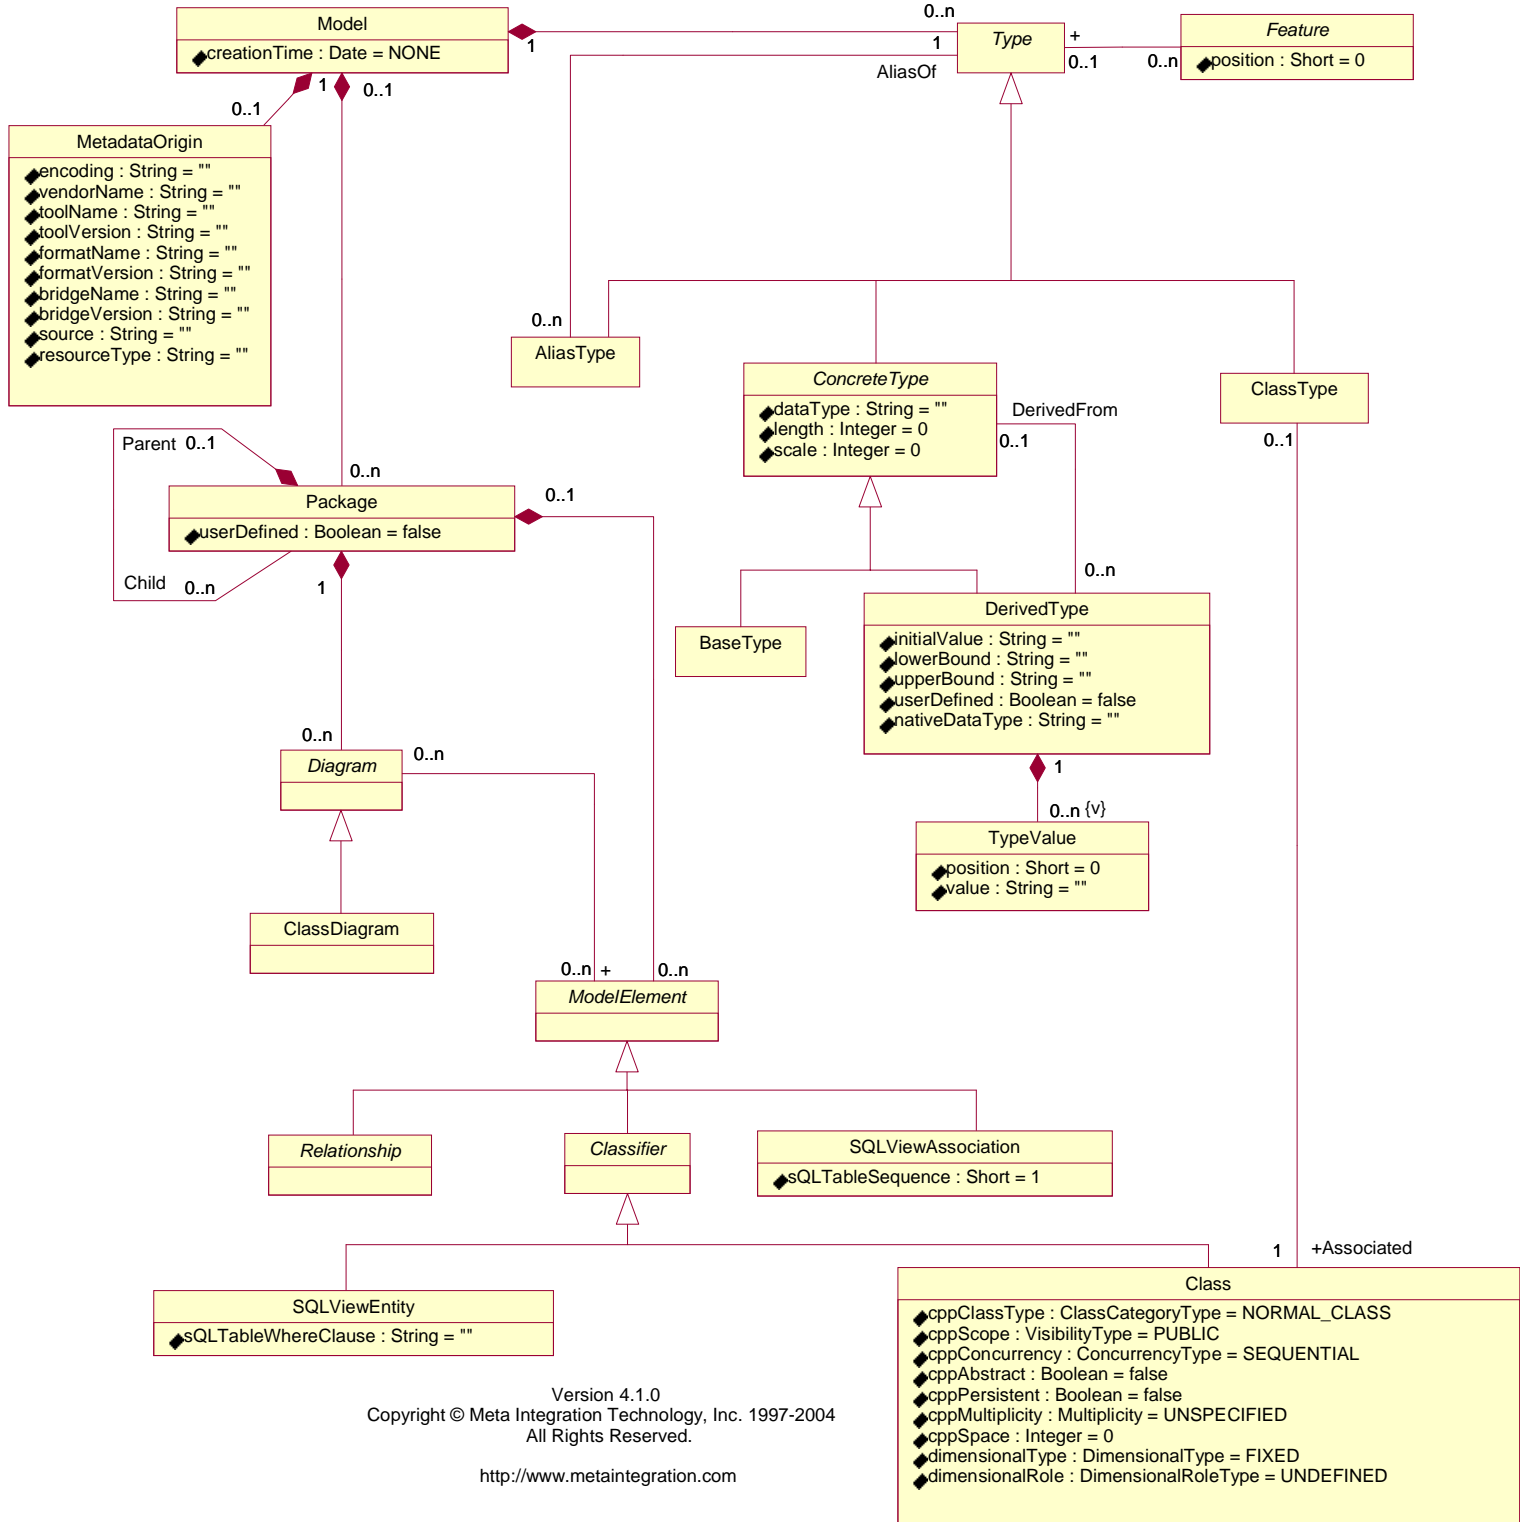 Model
creationTime : Date = NONE
1
0..n
Type
1
AliasOf
+
0..1
0..n
Feature
position : Short = 0
1
0..1
0..1
MetadataOrigin
encoding : String = ""
vendorName : String = ""
toolName : String = ""
toolVersion : String = ""
formatName : String = ""
formatVersion : String = ""
bridgeName : String = ""
bridgeVersion : String = ""
source : String = ""
resourceType : String = ""
0..n
AliasType
ConcreteType
dataType : String = ""
length : Integer = 0
scale : Integer = 0
DerivedFrom
0..1
ClassType
0..1
Parent 0..1
0..n
Package
userDefined : Boolean = false
0..1
Child 0..n
1
0..n
BaseType
DerivedType
initialValue : String = ""
lowerBound : String = ""
upperBound : String = ""
userDefined : Boolean = false
nativeDataType : String = ""
1
0..n {v}
TypeValue
position : Short = 0
value : String = ""
0..n
Diagram
0..n
ClassDiagram
0..n +
0..n
ModelElement
Relationship
Classifier
SQLViewAssociation
sQLTableSequence : Short = 1
1
+Associated
SQLViewEntity
sQLTableWhereClause : String = ""
Class
cppClassType : ClassCategoryType = NORMAL_CLASS
cppScope : VisibilityType = PUBLIC
cppConcurrency : ConcurrencyType = SEQUENTIAL
cppAbstract : Boolean = false
cppPersistent : Boolean = false
cppMultiplicity : Multiplicity = UNSPECIFIED
cppSpace : Integer = 0
dimensionalType : DimensionalType = FIXED
dimensionalRole : DimensionalRoleType = UNDEFINED
Version 4.1.0
Copyright © Meta Integration Technology, Inc. 1997-2004
All Rights Reserved.
http://www.metaintegration.com